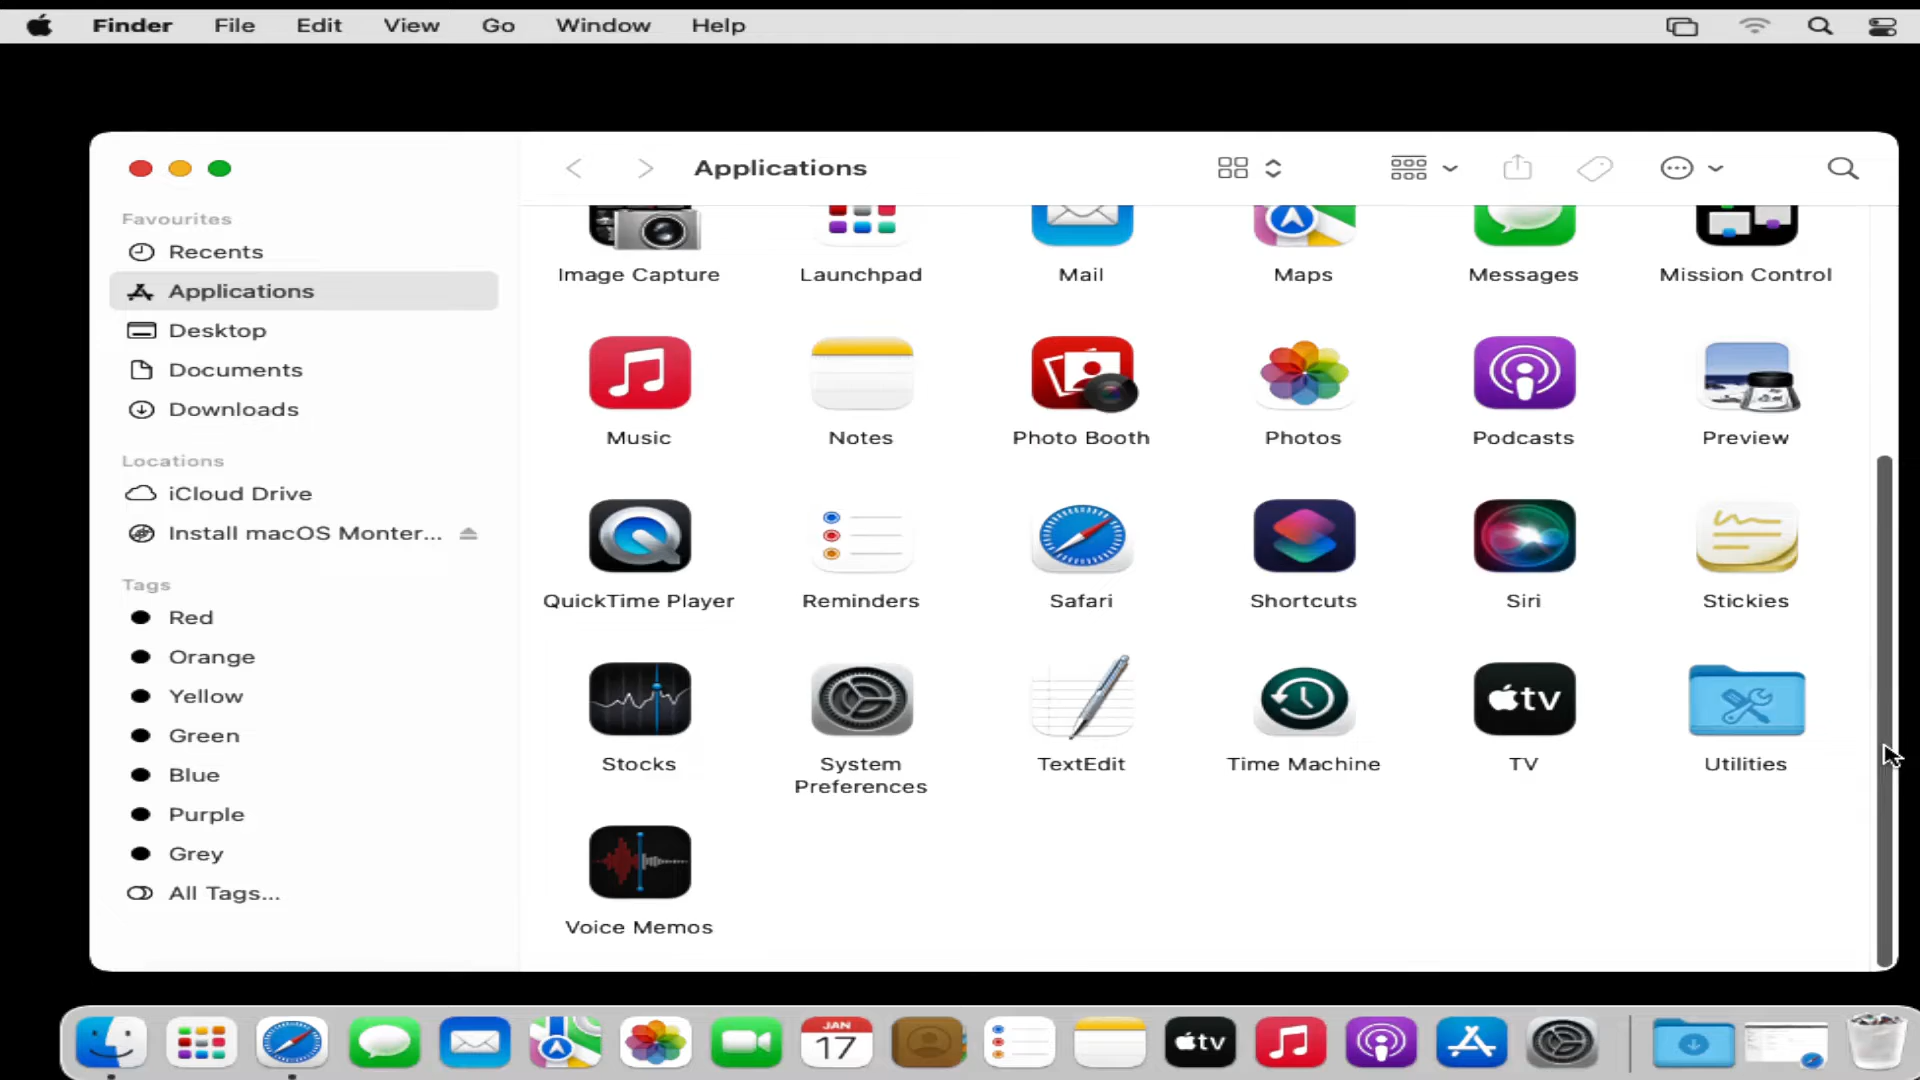 Finder File Edit View Go Window Help
Applications
Favourites
Recents
Applications
Desktop
Documents
Downloads
Locations
iCloud Drive
Install macOS Monter...
Tags
Red
Orange
Yellow
Green
Blue
Purple
Grey
All Tags...
Image Capture Launchpad Mail Maps Messages Mission Control
Music Notes Photo Booth Photos Podcasts Preview
QuickTime Player Reminders Safari Shortcuts Siri Stickies
tv
Stocks System Preferences TextEdit Time Machine TV Utilities
Voice Memos
JAN
17
tv